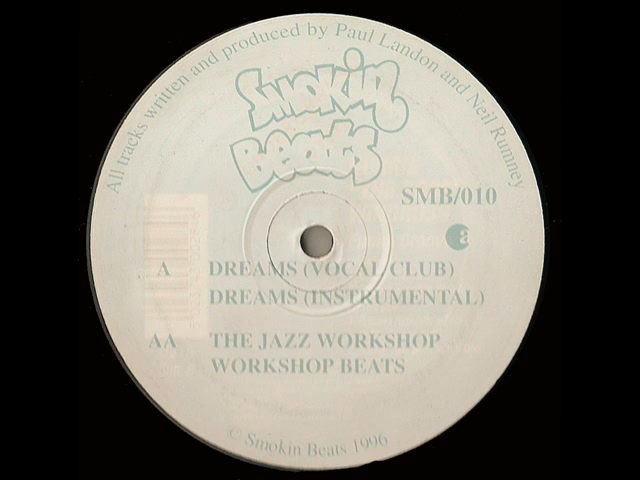 All tracks written and produced by Paul Landon and Neil Rumney
Smokin
Beats
SMB/010
a
A DREAMS (VOCAL CLUB)
DREAMS (INSTRUMENTAL)
AA THE JAZZ WORKSHOP
WORKSHOP BEATS
© Smokin Beats 1996